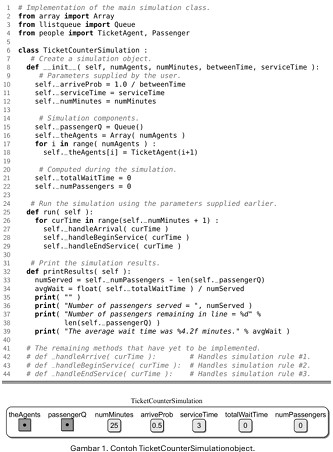 1 # Implementation of the main simulation class.
2 from array import Array
3 from llistqueue import Queue
4 from people import TicketAgent, Passenger
5
6 class TicketCounterSimulation :
7 # Create a simulation object.
8 def __init__( self, numAgents, numMinutes, betweenTime, serviceTime ):
9 # Parameters supplied by the user.
10 self._arriveProb = 1.0 / betweenTime
11 self._serviceTime = serviceTime
12 self._numMinutes = numMinutes
13
14 # Simulation components.
15 self._passengerQ = Queue()
16 self._theAgents = Array( numAgents )
17 for i in range( numAgents ) :
18 self._theAgents[i] = TicketAgent(i+1)
19
20 # Computed during the simulation.
21 self._totalWaitTime = 0
22 self._numPassengers = 0
23
24 # Run the simulation using the parameters supplied earlier.
25 def run( self ):
26 for curTime in range(self._numMinutes + 1) :
27 self._handleArrival( curTime )
28 self._handleBeginService( curTime )
29 self._handleEndService( curTime )
30
31 # Print the simulation results.
32 def printResults( self ):
33 numServed = self._numPassengers - len(self._passengerQ)
34 avgWait = float( self._totalWaitTime ) / numServed
35 print( "" )
36 print( "Number of passengers served = ", numServed )
37 print( "Number of passengers remaining in line = %d" %
38 len(self._passengerQ) )
39 print( "The average wait time was %4.2f minutes." % avgWait )
40
41 # The remaining methods that have yet to be implemented.
42 # def _handleArrive( curTime ): # Handles simulation rule #1.
43 # def _handleBeginService( curTime ): # Handles simulation rule #2.
44 # def _handleEndService( curTime ): # Handles simulation rule #3.
TicketCounterSimulation
theAgents passengerQ numMinutes arriveProb serviceTime totalWaitTime numPassengers
25 0.5 3 0 0
Gambar 1. Contoh TicketCounterSimulationobject.